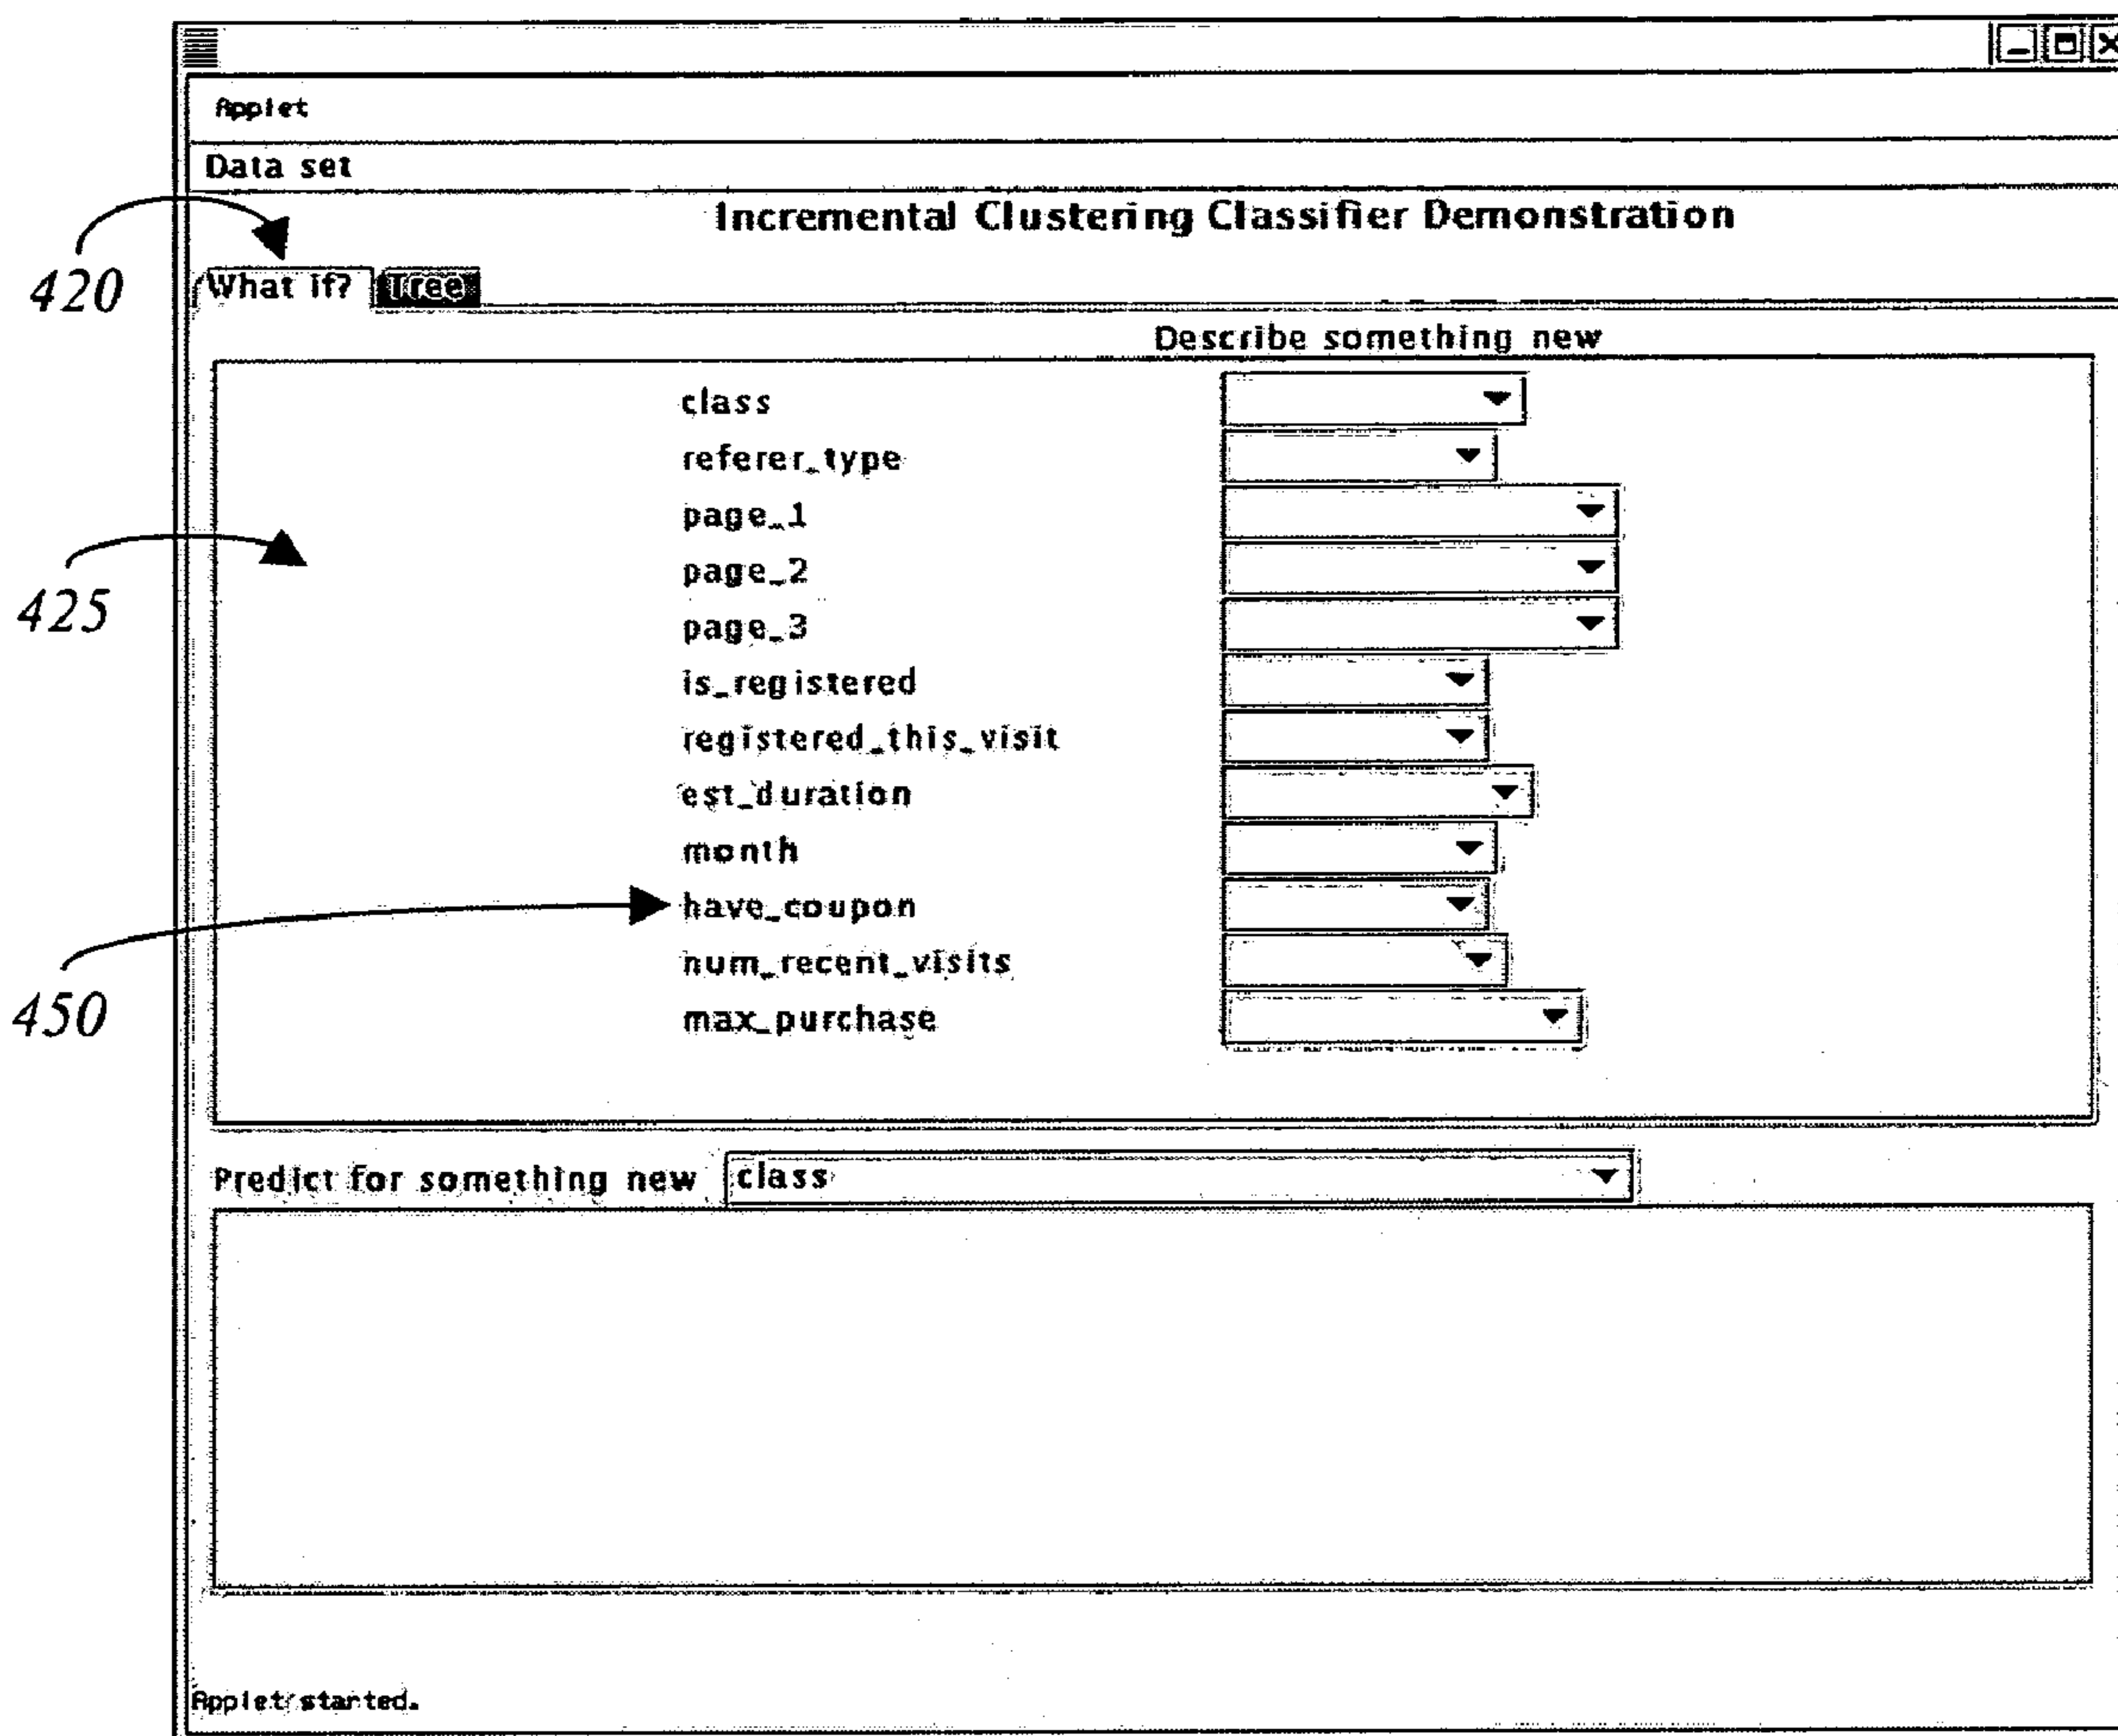 Applet
Data set
Incremental Clustering Classifier Demonstration
420
What if? Tree
Describe something new
class
referer_type
page_1
425
page_2
page_3
is_registered
registered_this_visit
est_duration
month
have_coupon
450
num_recent_visits
max_purchase
Predict for something new class
Applet started.